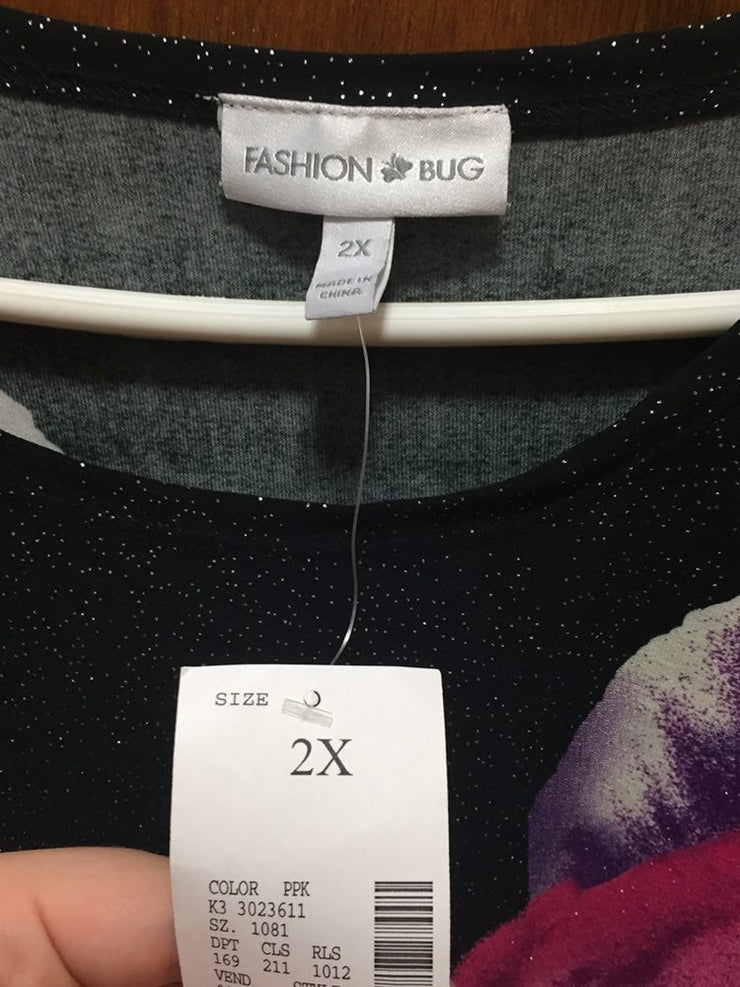 FASHION BUG
2X
MADE IN
CHINA
SIZE
2X
COLOR PPK
K3 3023611
SZ. 1081
DPT CLS RLS
169 211 1012
VEND